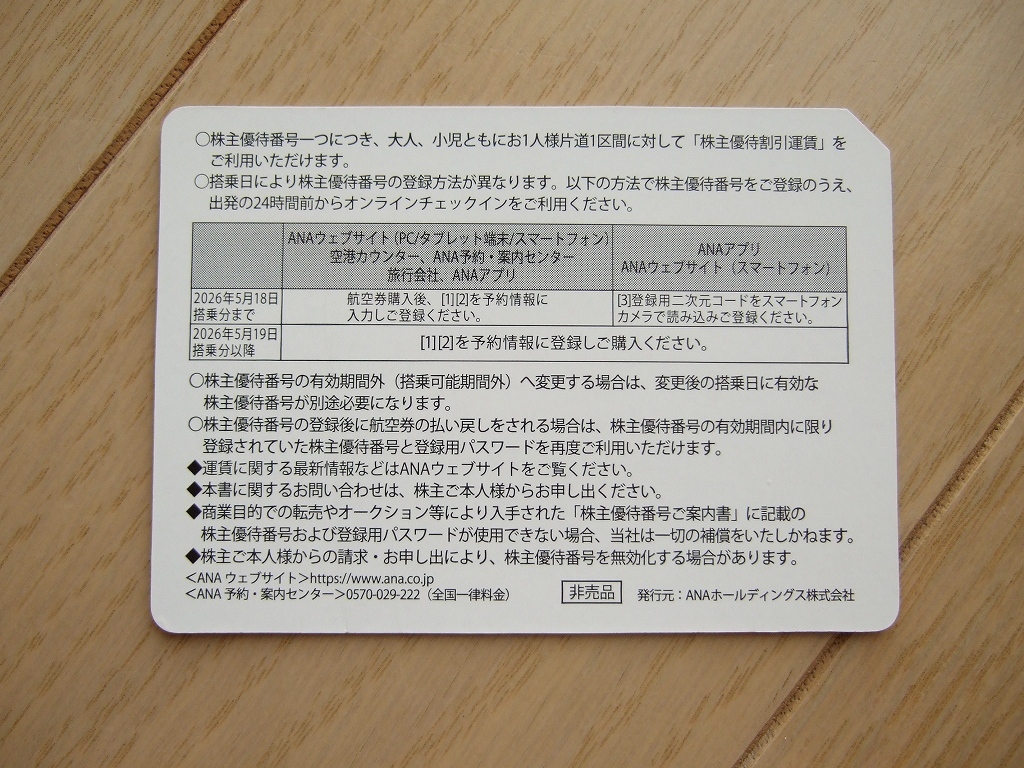 ○株主優待番号一つにつき、大人、小児ともにお1人様片道1区間に対して「株主優待割引運賃」を
ご利用いただけます。
○搭乗日により株主優待番号の登録方法が異なります。以下の方法で株主優待番号をご登録のうえ、
出発の24時間前からオンラインチェックインをご利用ください。
ANAウェブサイト(PC/タブレット端末/スマートフォン)
空港カウンター、ANA予約・案内センター
旅行会社、ANAアプリ
ANAアプリ
ANAウェブサイト（スマートフォン）
2026年5月18日
搭乗分まで
航空券購入後、[1][2]を予約情報に
入力しご登録ください。
[3]登録用二次元コードをスマートフォン
カメラで読み込みご登録ください。
2026年5月19日
搭乗分以降
[1][2]を予約情報に登録しご購入ください。
○株主優待番号の有効期間外（搭乗可能期間外）へ変更する場合は、変更後の搭乗日に有効な
株主優待番号が別途必要になります。
○株主優待番号の登録後に航空券の払い戻しをされる場合は、株主優待番号の有効期間内に限り
登録されていた株主優待番号と登録用パスワードを再度ご利用いただけます。
◆運賃に関する最新情報などはANAウェブサイトをご覧ください。
◆本書に関するお問い合わせは、株主ご本人様からお申し出ください。
◆商業目的での転売やオークション等により入手された「株主優待番号ご案内書」に記載の
株主優待番号および登録用パスワードが使用できない場合、当社は一切の補償をいたしかねます。
◆株主ご本人様からの請求・お申し出により、株主優待番号を無効化する場合があります。
＜ANA ウェブサイト＞https://www.ana.co.jp
＜ANA 予約・案内センター＞0570-029-222（全国一律料金）
非売品 発行元：ANAホールディングス株式会社